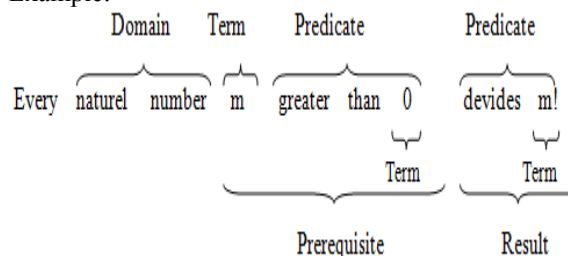 Example:
Domain Term Predicate Predicate
Every naturel number m greater than 0 devides m!
Term Term
Prerequisite Result